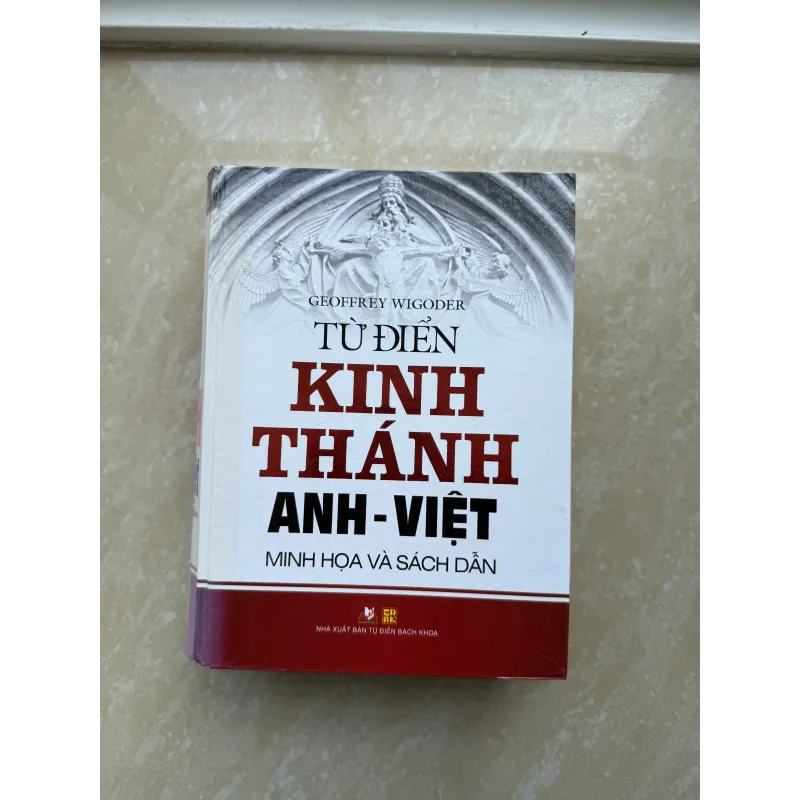 GEOFFREY WIGODER
TỪ ĐIỂN
KINH
THÁNH
ANH - VIỆT
MINH HỌA VÀ SÁCH DẪN
NHÀ XUẤT BẢN TỪ ĐIỂN BÁCH KHOA